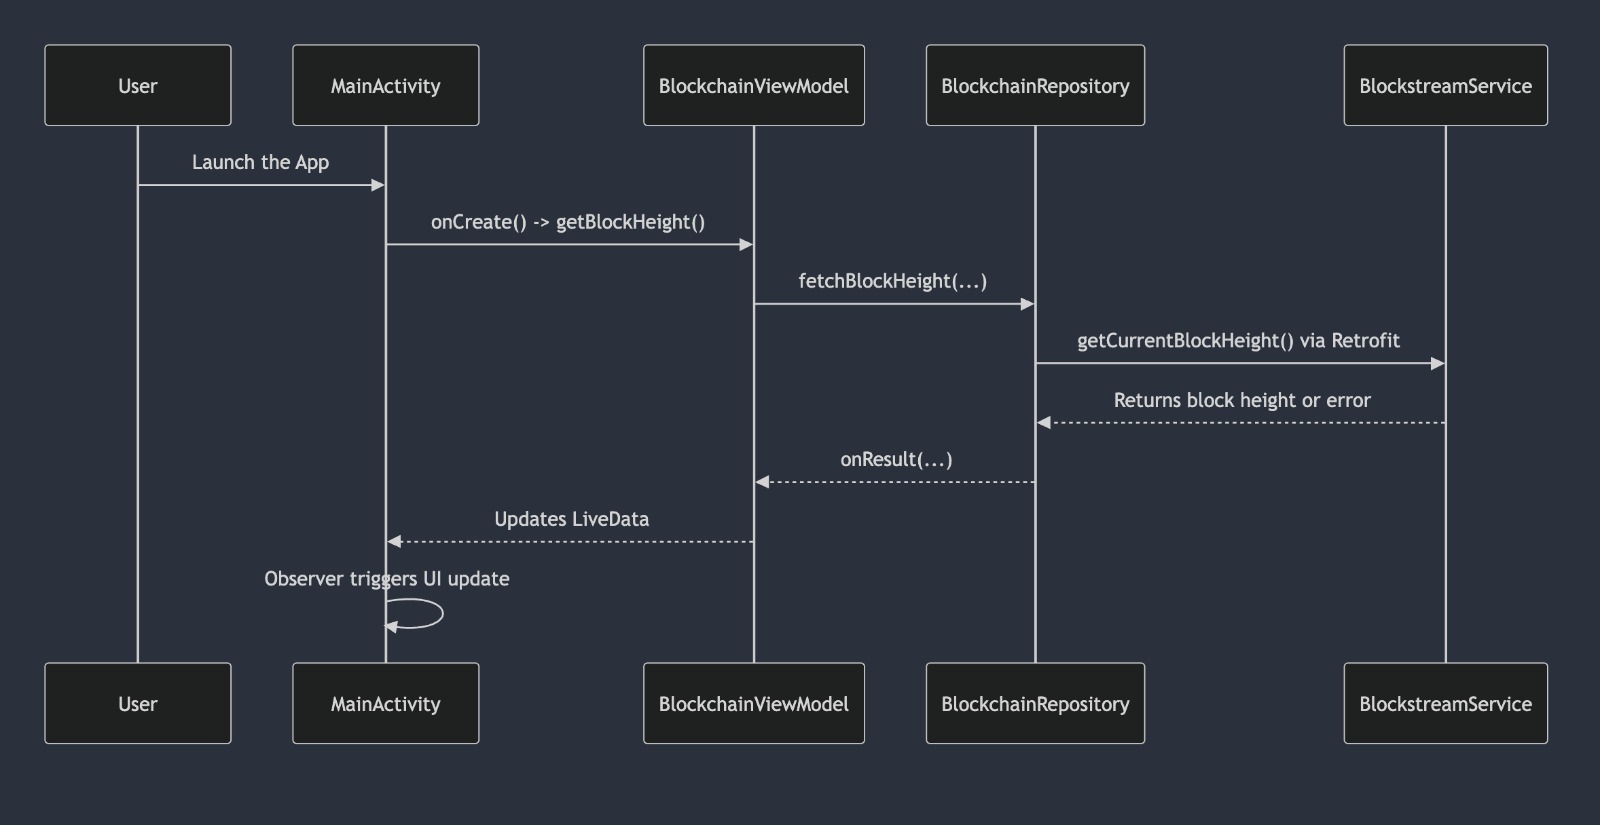 User
MainActivity
BlockchainViewModel
BlockchainRepository
BlockstreamService
Launch the App
onCreate() -> getBlockHeight()
fetchBlockHeight(...)
getCurrentBlockHeight() via Retrofit
Returns block height or error
onResult(...)
Updates LiveData
Observer triggers UI update
User
MainActivity
BlockchainViewModel
BlockchainRepository
BlockstreamService